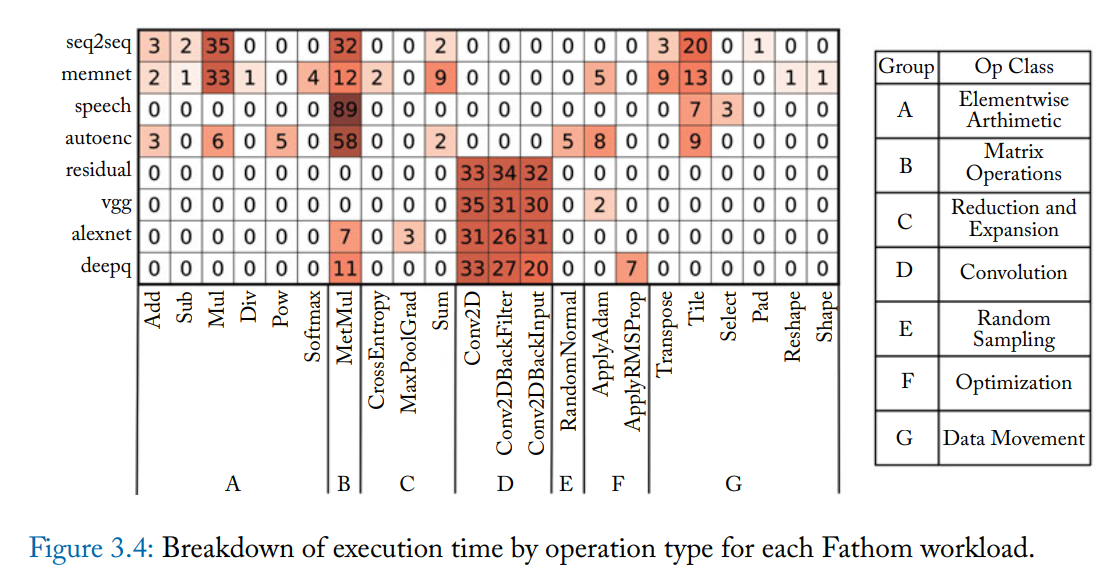 seq2seq 3 2 35 0 0 0 32 0 0 2 0 0 0 0 0 0 3 20 0 1 0 0
memnet 2 1 33 1 0 4 12 2 0 9 0 0 0 0 5 0 9 13 0 0 1 1
speech 0 0 0 0 0 0 89 0 0 0 0 0 0 0 0 0 0 7 3 0 0 0
autoenc 3 0 6 0 5 0 58 0 0 2 0 0 0 5 8 0 0 9 0 0 0 0
residual 0 0 0 0 0 0 0 0 0 0 33 34 32 0 0 0 0 0 0 0 0 0
vgg 0 0 0 0 0 0 0 0 0 0 35 31 30 0 2 0 0 0 0 0 0 0
alexnet 0 0 0 0 0 0 7 0 3 0 31 26 31 0 0 0 0 0 0 0 0 0
deepq 0 0 0 0 0 0 11 0 0 0 33 27 20 0 0 7 0 0 0 0 0 0
Add
Sub
Mul
Div
Pow
Softmax
MetMul
CrossEntropy
MaxPoolGrad
Sum
Conv2D
Conv2DBackFilter
Conv2DBackInput
RandomNormal
ApplyAdam
ApplyRMSProp
Transpose
Tile
Select
Pad
Reshape
Shape
A B C D E F G
Group Op Class
A Elementwise
Arthimetic
B Matrix
Operations
C Reduction and
Expansion
D Convolution
E Random
Sampling
F Optimization
G Data Movement
Figure 3.4: Breakdown of execution time by operation type for each Fathom workload.